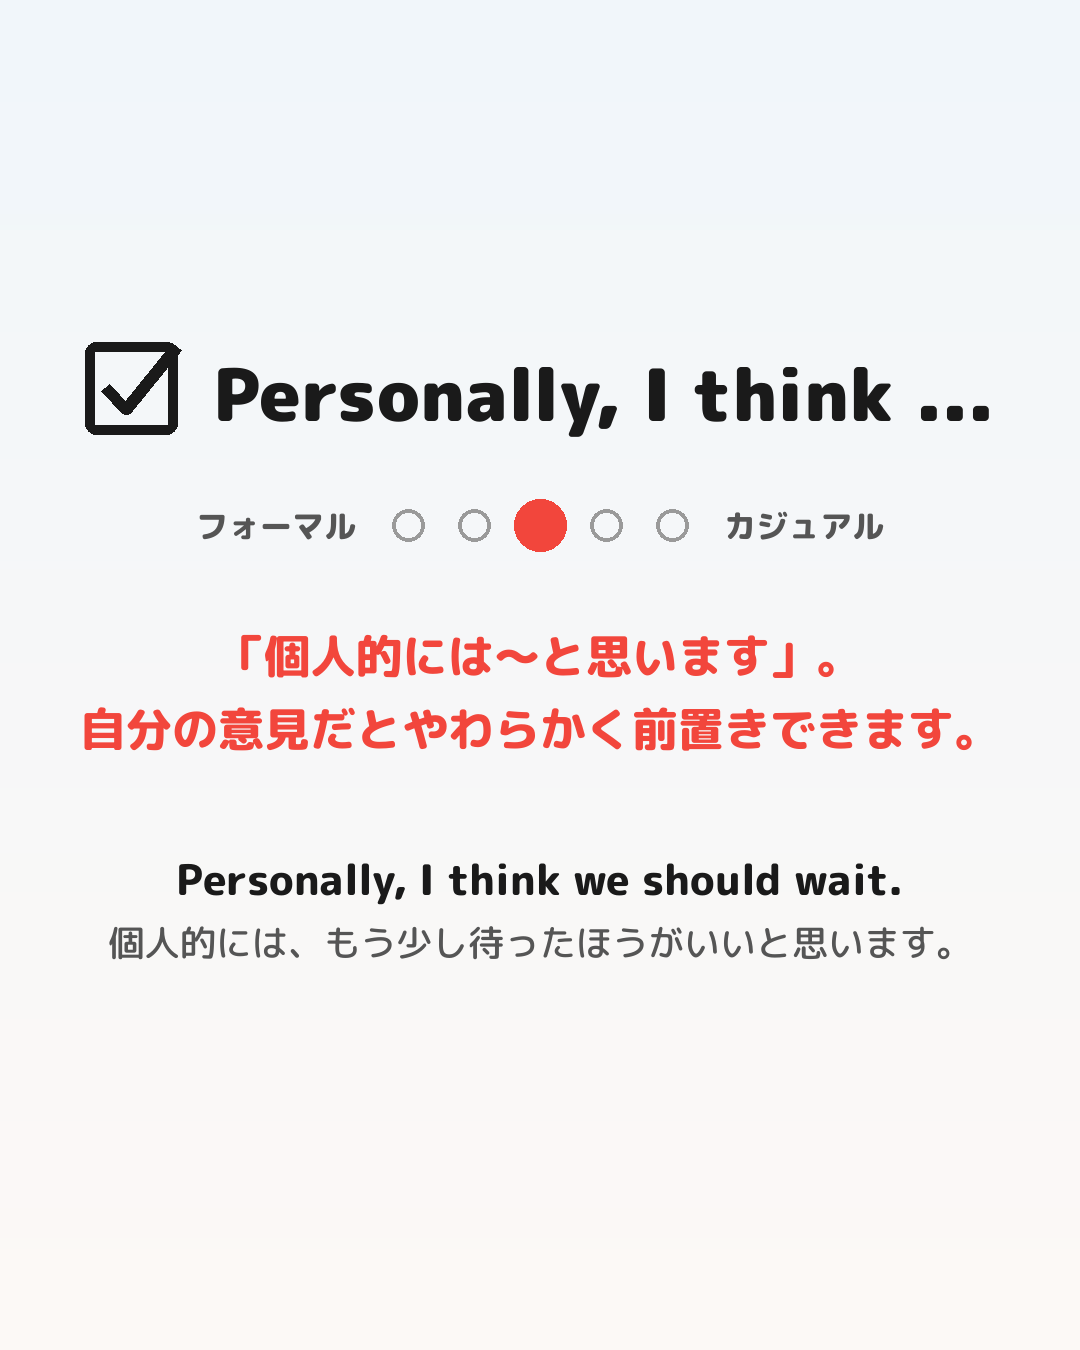 Personally, I think ...
フォーマル カジュアル
「個人的には〜と思います」。
自分の意見だとやわらかく前置きできます。
Personally, I think we should wait.
個人的には、もう少し待ったほうがいいと思います。